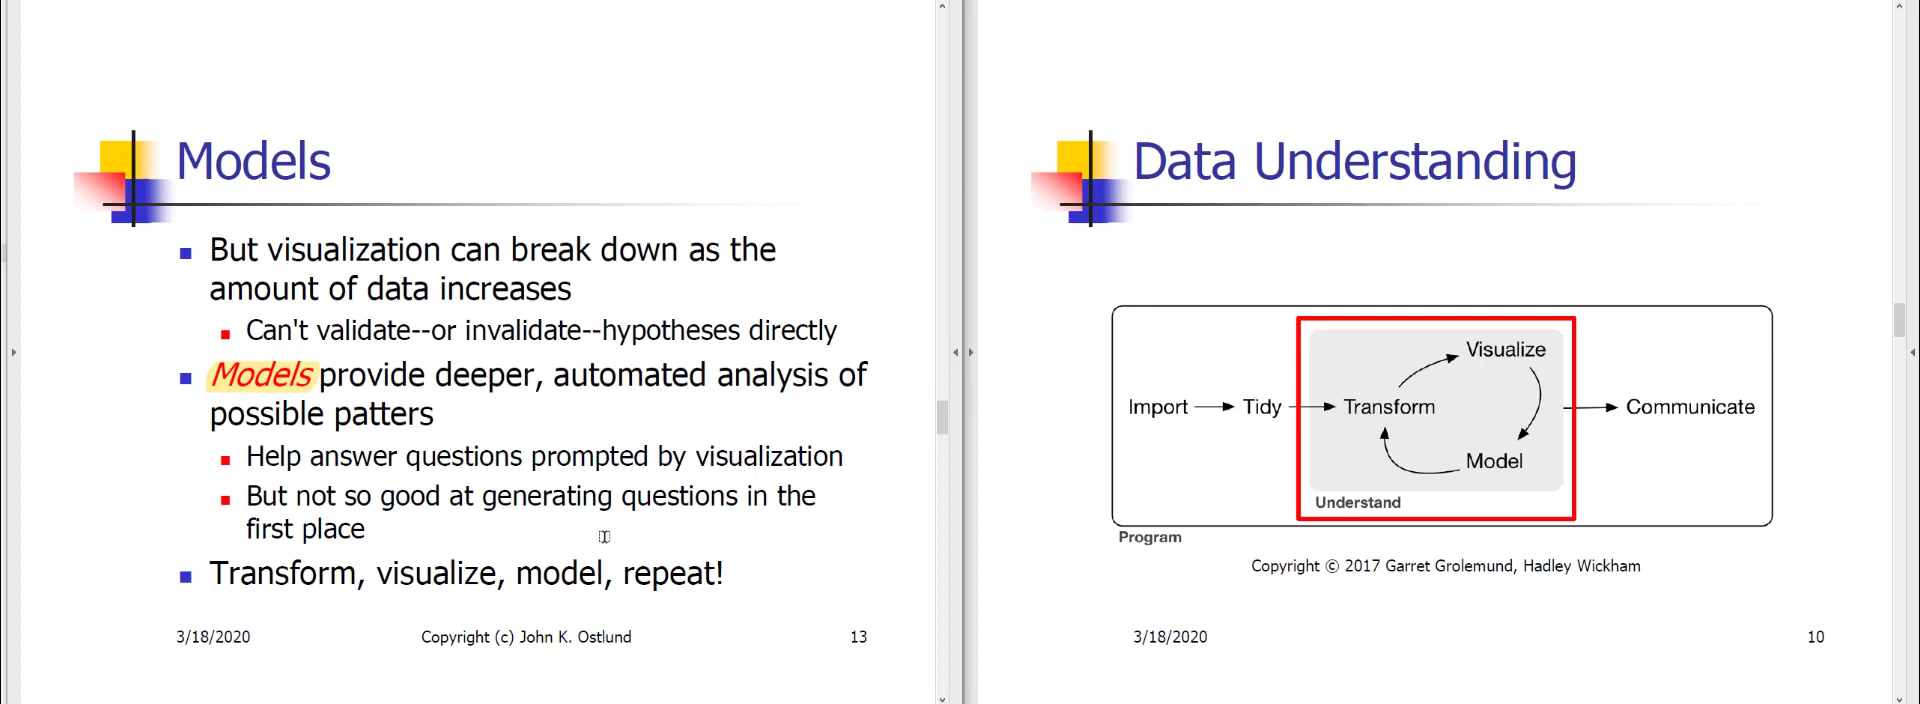 Models
But visualization can break down as the
amount of data increases
Can't validate--or invalidate--hypotheses directly
Models provide deeper, automated analysis of
possible patters
Help answer questions prompted by visualization
But not so good at generating questions in the
first place
Transform, visualize, model, repeat!
3/18/2020 Copyright (c) John K. Ostlund 13
Data Understanding
Visualize
Import Tidy Transform Communicate
Model
Understand
Program
Copyright © 2017 Garret Grolemund, Hadley Wickham
3/18/2020 10